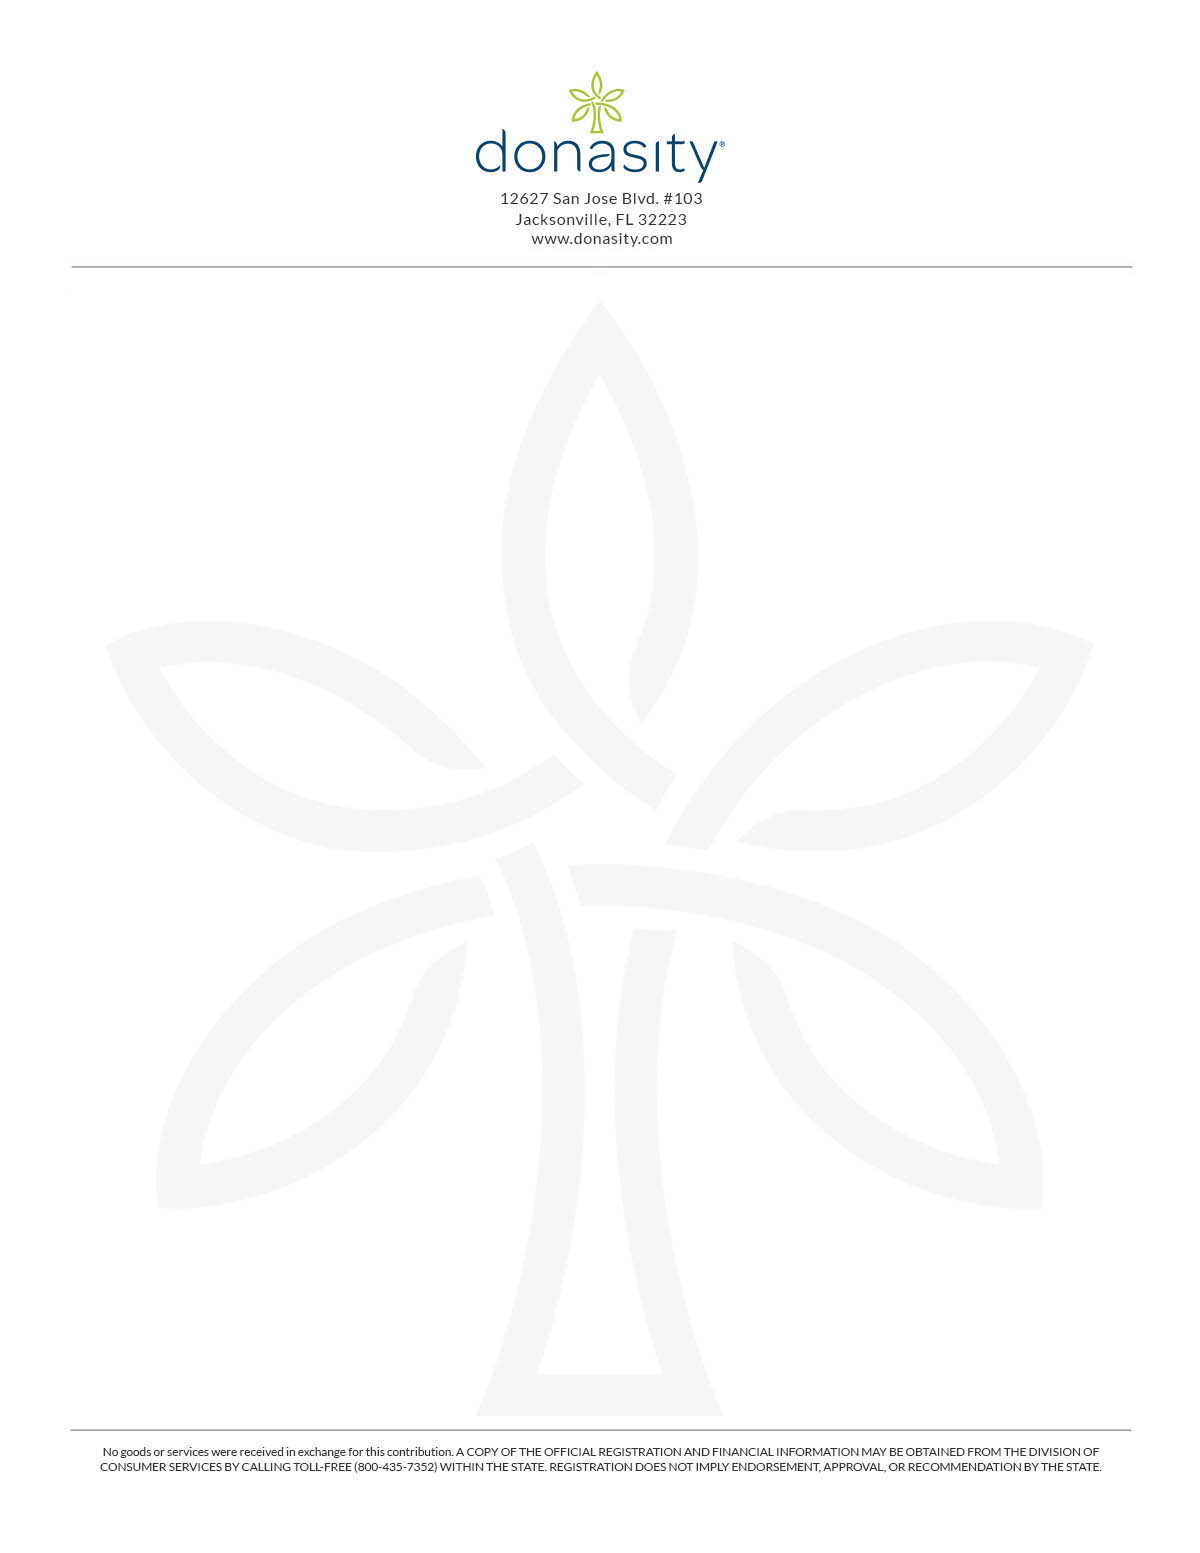 donasity®
12627 San Jose Blvd. #103
Jacksonville, FL 32223
www.donasity.com
No goods or services were received in exchange for this contribution. A COPY OF THE OFFICIAL REGISTRATION AND FINANCIAL INFORMATION MAY BE OBTAINED FROM THE DIVISION OF
CONSUMER SERVICES BY CALLING TOLL-FREE (800-435-7352) WITHIN THE STATE. REGISTRATION DOES NOT IMPLY ENDORSEMENT, APPROVAL, OR RECOMMENDATION BY THE STATE.